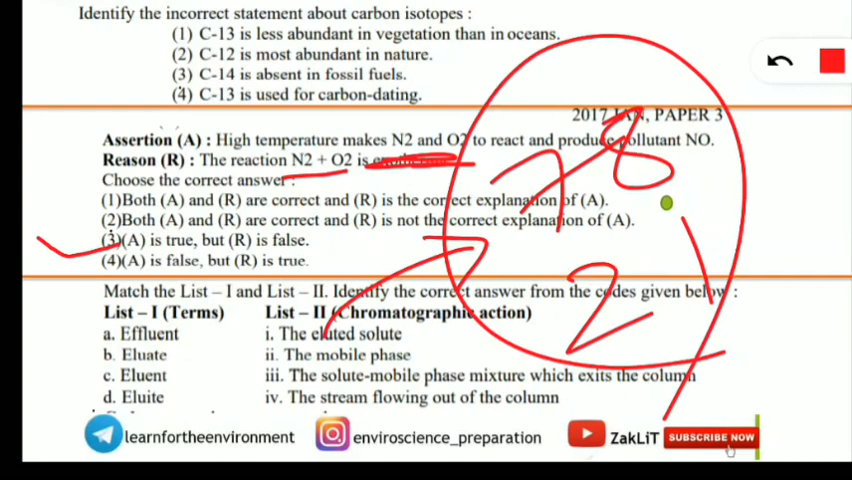 Identify the incorrect statement about carbon isotopes :
(1) C-13 is less abundant in vegetation than in oceans.
(2) C-12 is most abundant in nature.
(3) C-14 is absent in fossil fuels.
(4) C-13 is used for carbon-dating.
2017 JAN, PAPER 3
Assertion (A) : High temperature makes N2 and O2 to react and produce pollutant NO.
Reason (R) : The reaction N2 + O2 is
Choose the correct answer :
(1)Both (A) and (R) are correct and (R) is the correct explanation of (A).
(2)Both (A) and (R) are correct and (R) is not the correct explanation of (A).
(3)(A) is true, but (R) is false.
(4)(A) is false, but (R) is true.
78
2
Match the List – I and List – II. Identify the correct answer from the codes given below :
List – I (Terms) List – II (Chromatographic action)
a. Effluent i. The eluted solute
b. Eluate ii. The mobile phase
c. Eluent iii. The solute-mobile phase mixture which exits the column
d. Eluite iv. The stream flowing out of the column
learnfortheenvironment enviroscience_preparation ZakLiT SUBSCRIBE NOW